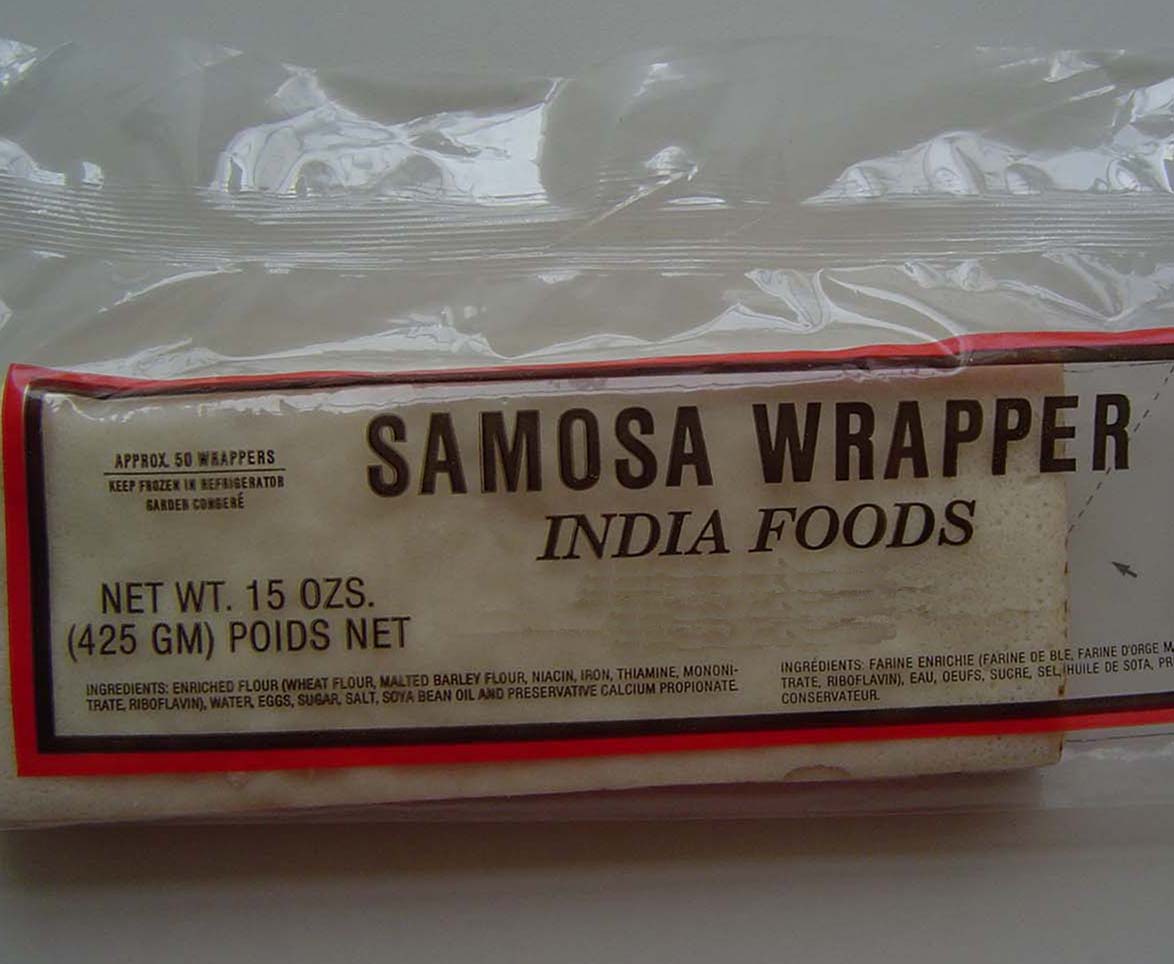 SAMOSA WRAPPER
INDIA FOODS
APPROX. 50 WRAPPERS
KEEP FROZEN IN REFRIGERATOR
GARDER CONGERÉ
NET WT. 15 OZS.
(425 GM) POIDS NET
INGREDIENTS: ENRICHED FLOUR (WHEAT FLOUR, MALTED BARLEY FLOUR, NIACIN, IRON, THIAMINE, MONONI-
TRATE, RIBOFLAVIN), WATER, EGGS, SUGAR, SALT, SOYA BEAN OIL AND PRESERVATIVE CALCIUM PROPIONATE.
INGRÉDIENTS: FARINE ENRICHIE (FARINE DE BLE, FARINE D'ORGE
TRATE, RIBOFLAVIN), EAU, OEUFS, SUCRE, SEL, (HUILE DE SOTA,
CONSERVATEUR.